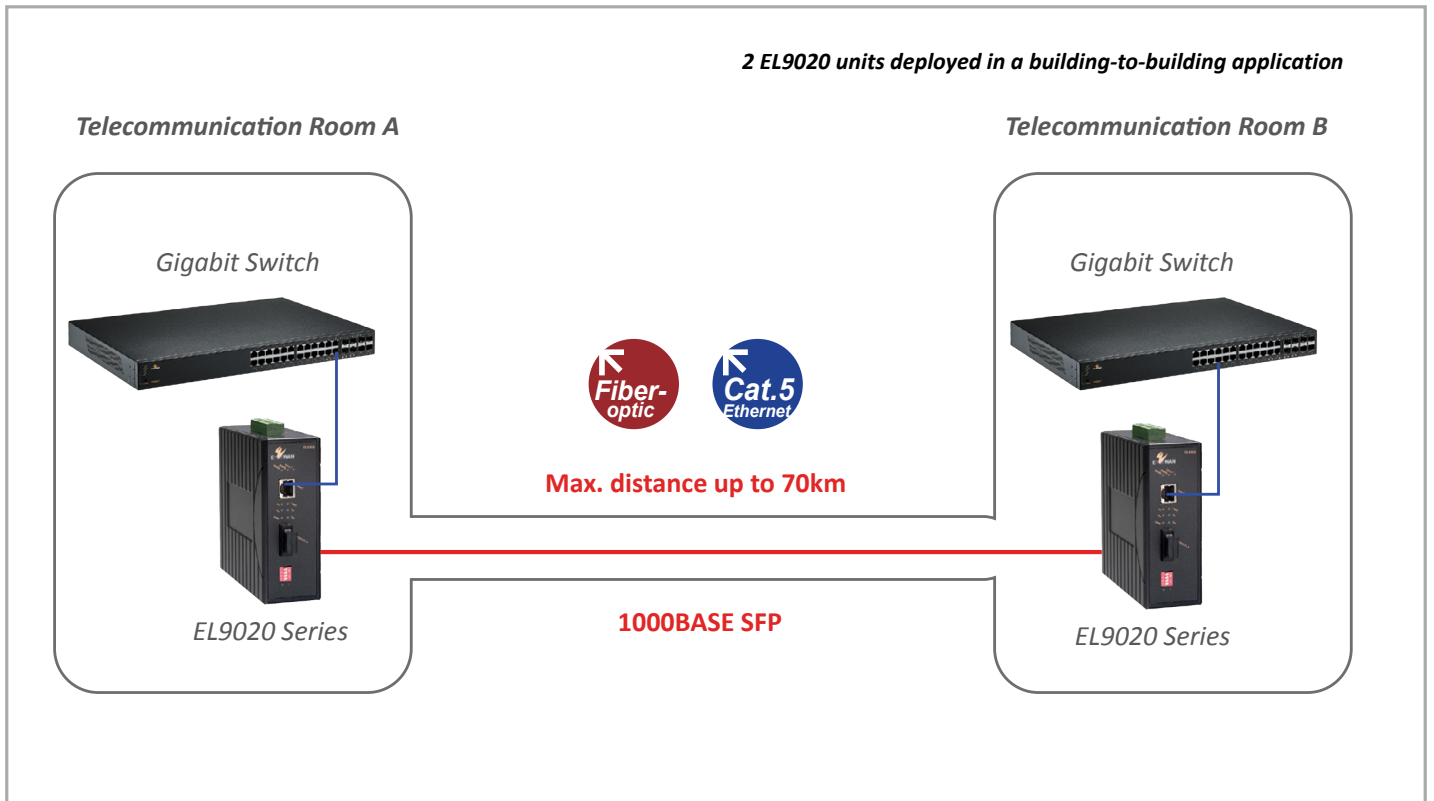 2 EL9020 units deployed in a building-to-building application
Telecommunication Room A
Telecommunication Room B
Gigabit Switch
Gigabit Switch
Fiber-
optic
Cat.5
Ethernet
Max. distance up to 70km
1000BASE SFP
EL9020 Series
EL9020 Series